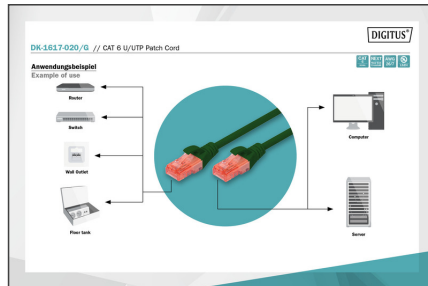 DIGITUS®
DK-1617-020/G // CAT 6 U/UTP Patch Cord
Anwendungsbeispiel
Example of use
Router
Switch
Wall Outlet
Floor tank
Computer
Server